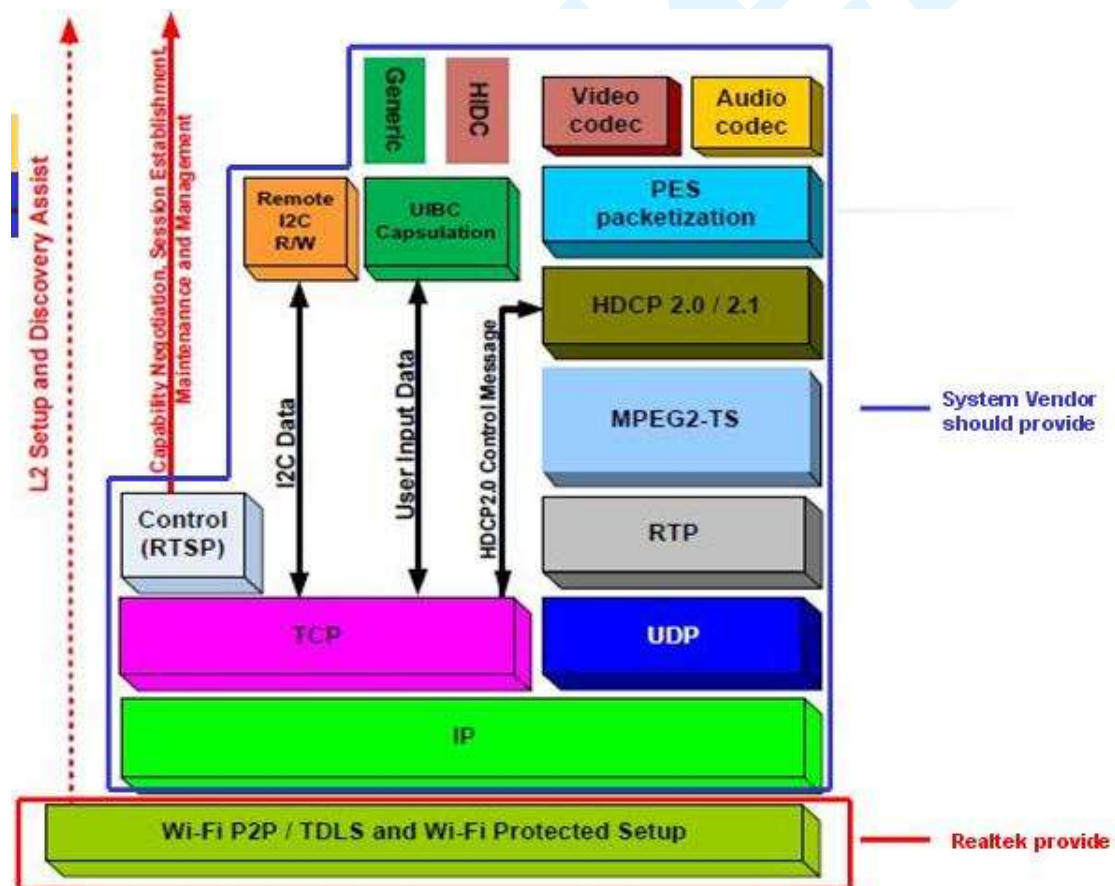 L2 Setup and Discovery Assist
Capability Negotiation, Session Establishment,
Maintenannce and Management
Generic
HIDC
Video
codec
Audio
codec
Remote
I2C
R/W
UIBC
Capsulation
PES
packetization
HDCP 2.0 / 2.1
I2C Data
User Input Data
HDCP2.0 Control Message
MPEG2-TS
System Vendor
should provide
Control
(RTSP)
RTP
TCP
UDP
IP
Wi-Fi P2P / TDLS and Wi-Fi Protected Setup
Realtek provide